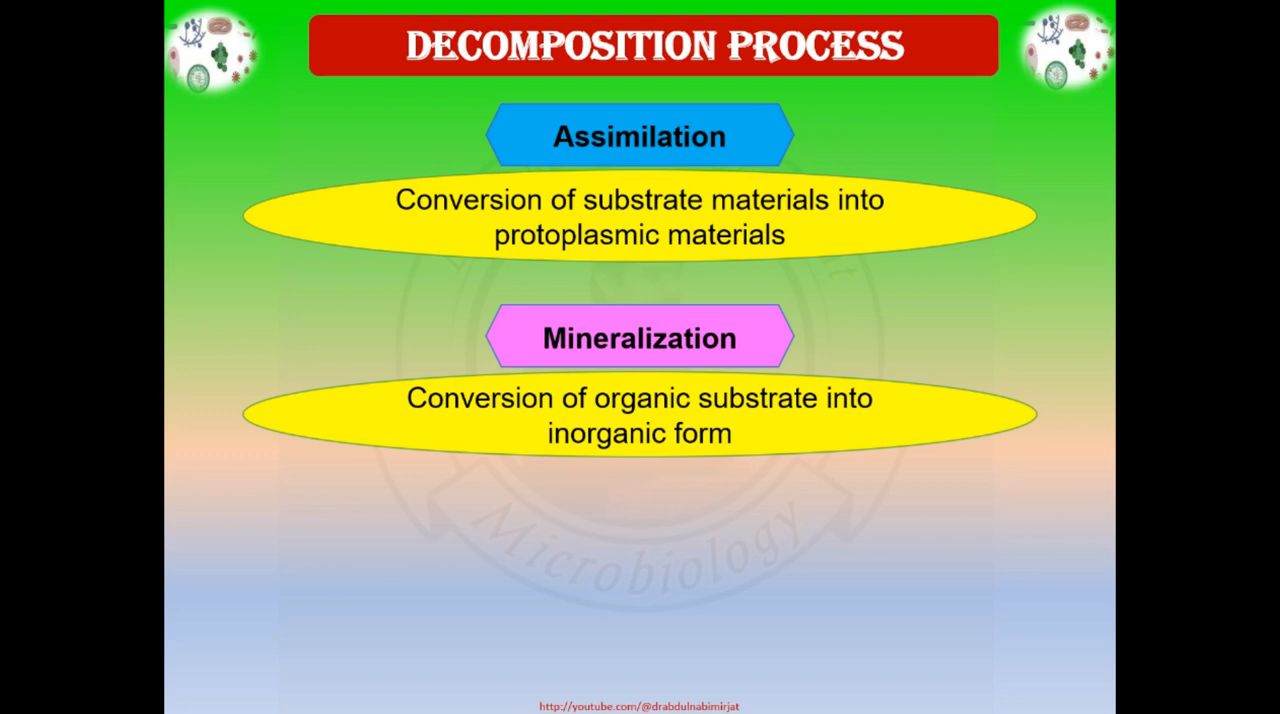 DECOMPOSITION PROCESS
Assimilation
Conversion of substrate materials into
protoplasmic materials
Mineralization
Conversion of organic substrate into
inorganic form
Microbiology
http://youtube.com/@drabdulnabimirjat